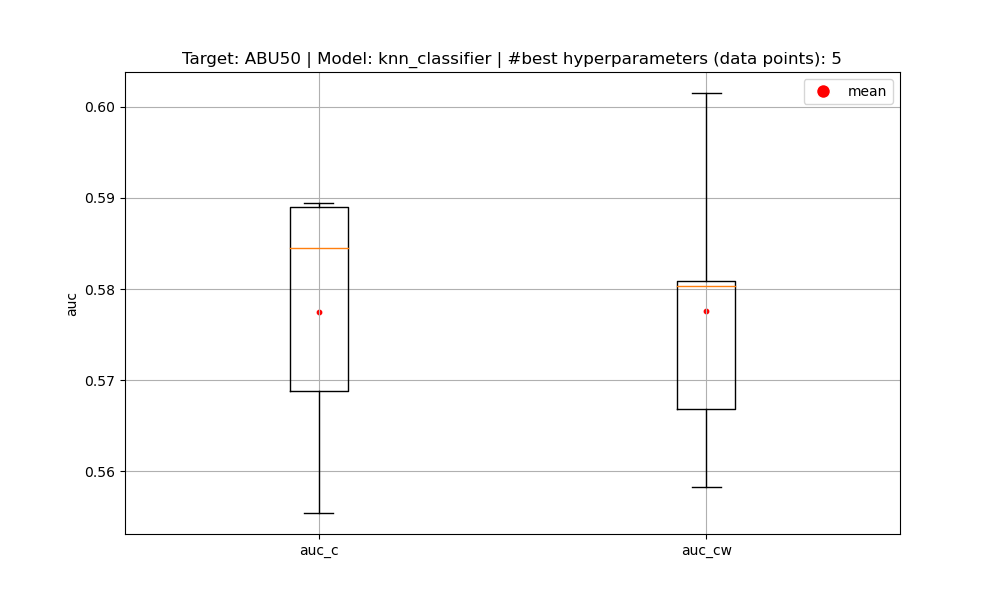 Target: ABU50 | Model: knn_classifier | #best hyperparameters (data points): 5
mean
0.60
0.59
0.58
0.57
0.56
auc
auc_c
auc_cw